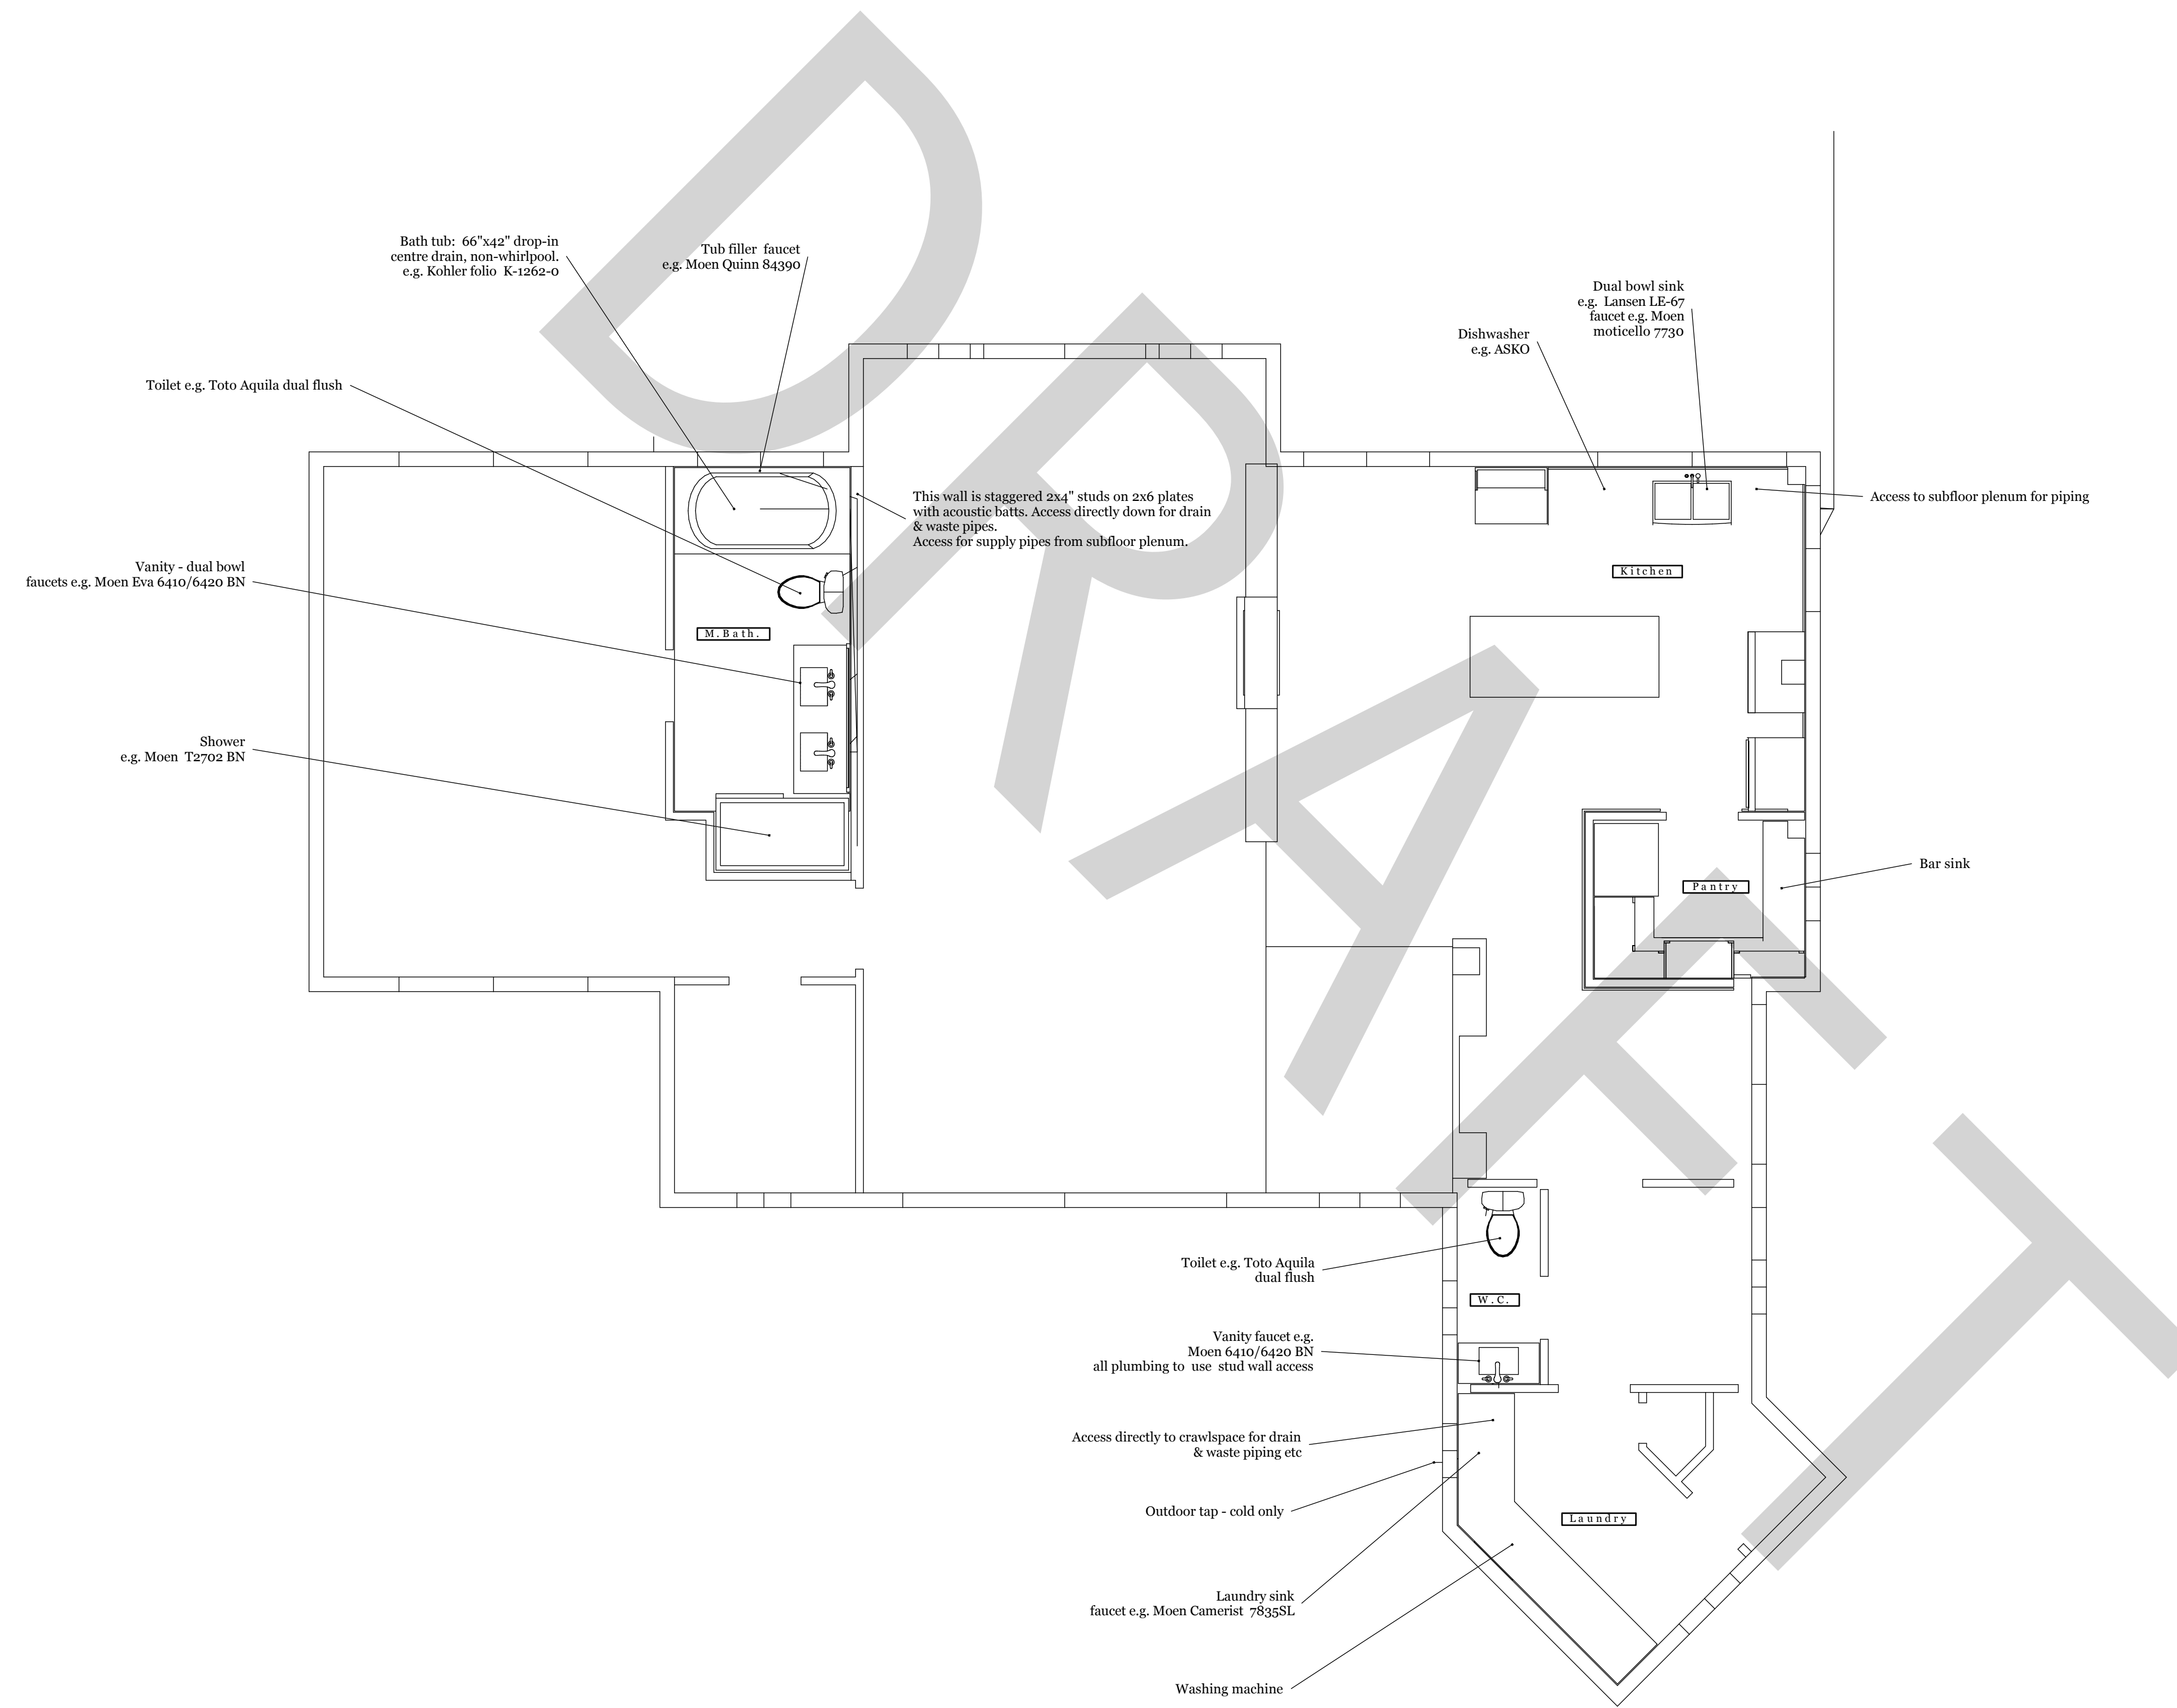 DRAFT
Bath tub:  66"x42" drop-in
centre drain, non-whirlpool.
e.g. Kohler folio  K-1262-0
Tub filler  faucet
e.g. Moen Quinn 84390
Dual bowl sink
e.g.  Lansen LE-67
faucet e.g. Moen
moticello 7730
Dishwasher
e.g. ASKO
Toilet e.g. Toto Aquila dual flush
This wall is staggered 2x4" studs on 2x6 plates
with acoustic batts. Access directly down for drain
& waste pipes.
Access for supply pipes from subfloor plenum.
Access to subfloor plenum for piping
Vanity - dual bowl
faucets e.g. Moen Eva 6410/6420 BN
Kitchen
M.Bath.
Shower
e.g. Moen  T2702 BN
Bar sink
Pantry
Toilet e.g. Toto Aquila
dual flush
W.C.
Vanity faucet e.g.
Moen 6410/6420 BN
all plumbing to  use  stud wall access
Access directly to crawlspace for drain
& waste piping etc
Outdoor tap - cold only
Laundry
Laundry sink
faucet e.g. Moen Camerist  7835SL
Washing machine